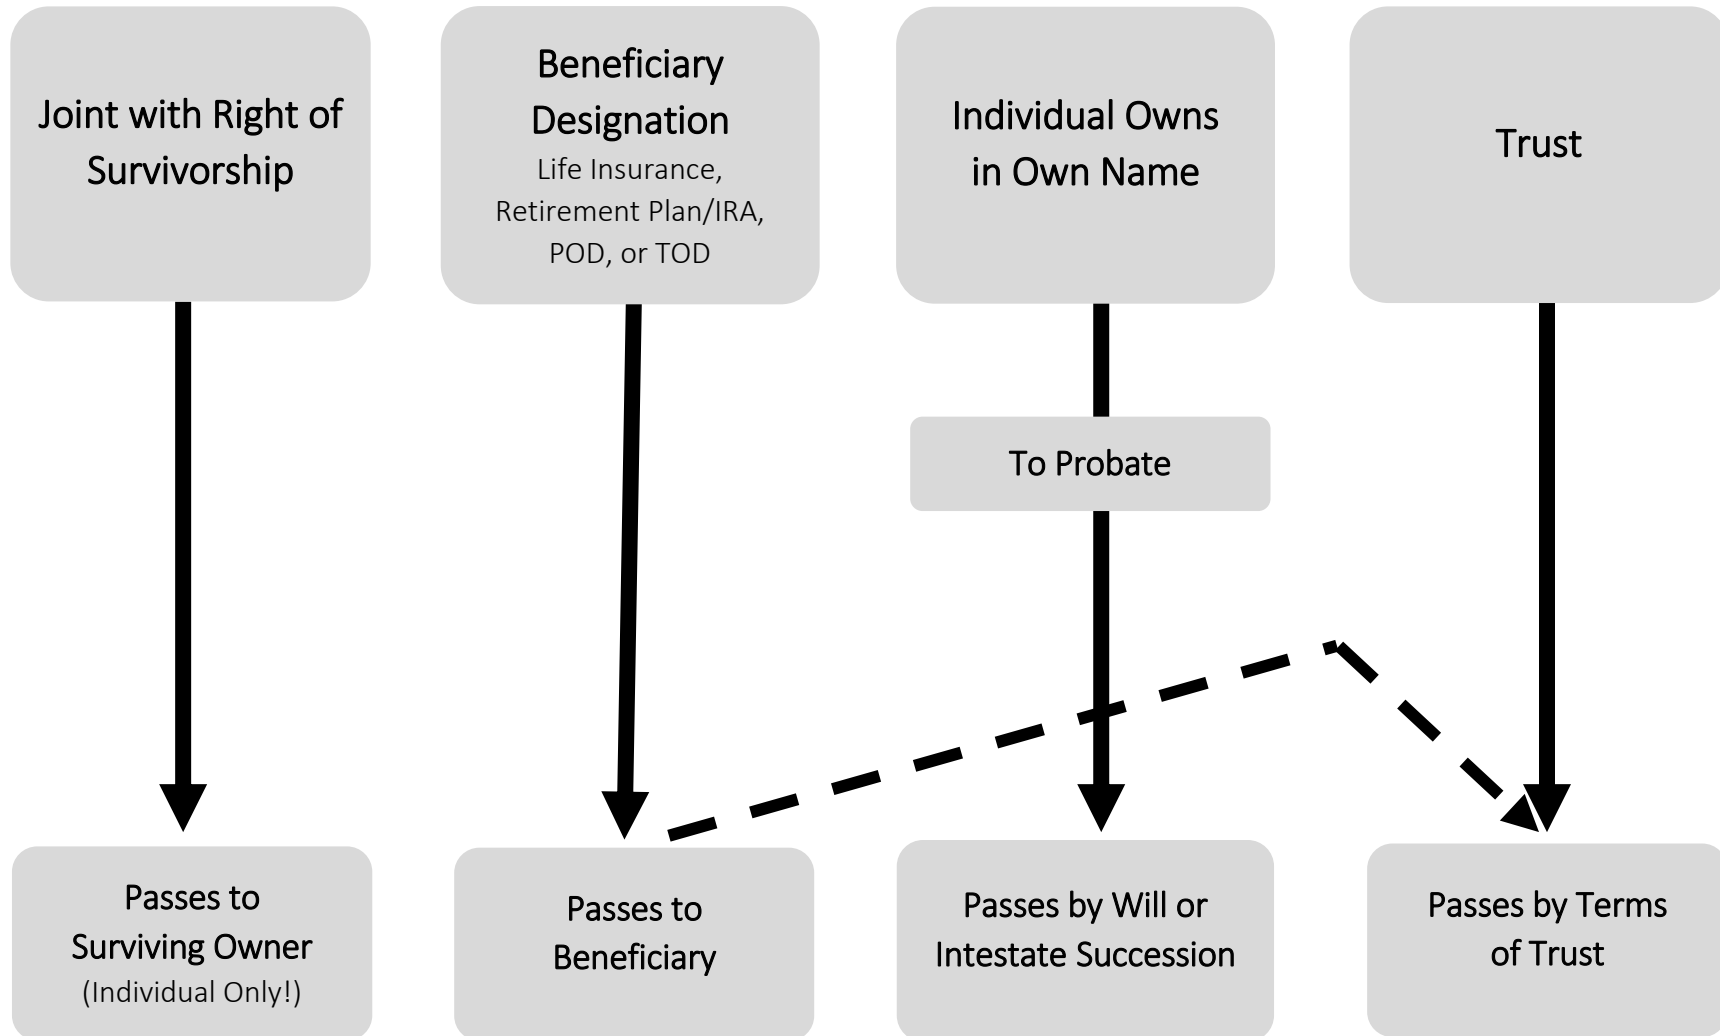 Joint with Right of
Survivorship
Beneficiary
Designation
Life Insurance,
Retirement Plan/IRA,
POD, or TOD
Individual Owns
in Own Name
Trust
To Probate
Passes to
Surviving Owner
(Individual Only!)
Passes to
Beneficiary
Passes by Will or
Intestate Succession
Passes by Terms
of Trust